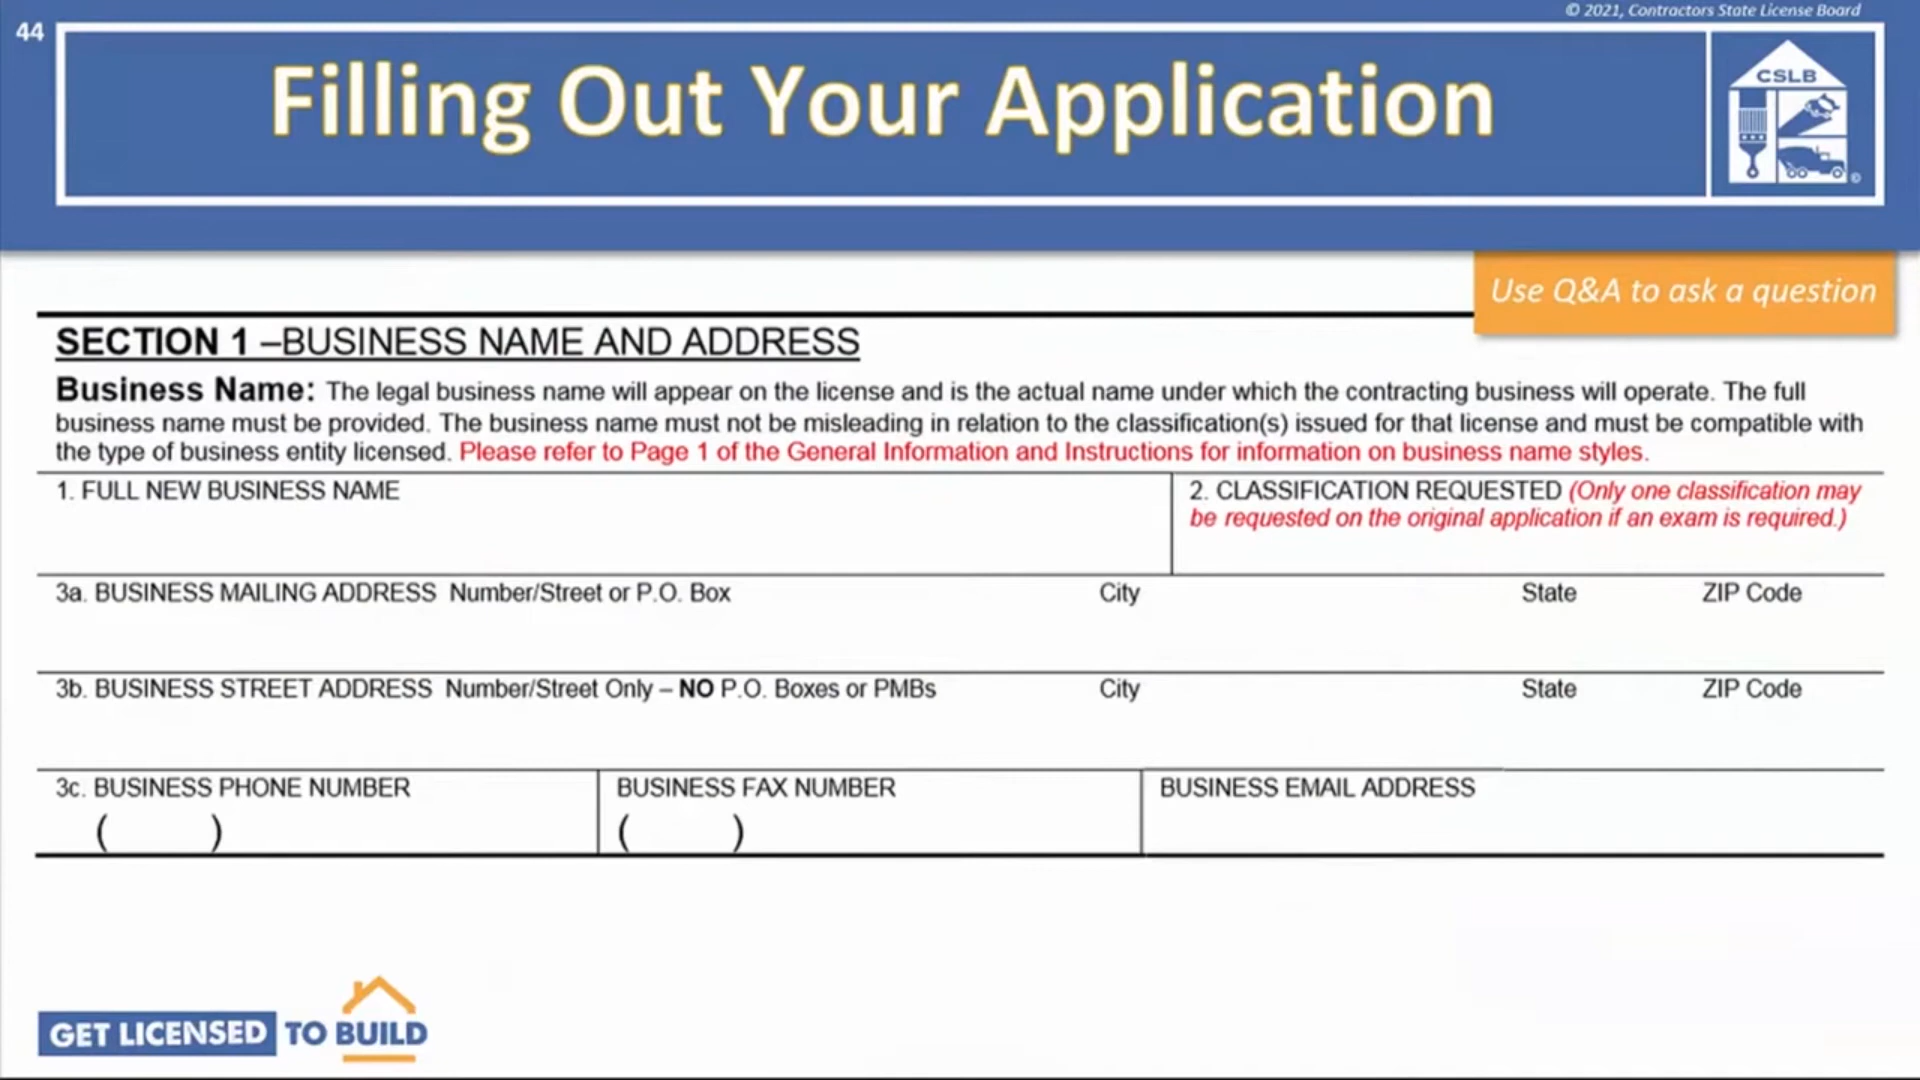 © 2021, Contractors State License Board
44
Filling Out Your Application
CSLB
©
Use Q&A to ask a question
SECTION 1 –BUSINESS NAME AND ADDRESS
Business Name: The legal business name will appear on the license and is the actual name under which the contracting business will operate. The full
business name must be provided. The business name must not be misleading in relation to the classification(s) issued for that license and must be compatible with
the type of business entity licensed. Please refer to Page 1 of the General Information and Instructions for information on business name styles.
1. FULL NEW BUSINESS NAME
2. CLASSIFICATION REQUESTED (Only one classification may
be requested on the original application if an exam is required.)
3a. BUSINESS MAILING ADDRESS Number/Street or P.O. Box City State ZIP Code
3b. BUSINESS STREET ADDRESS Number/Street Only – NO P.O. Boxes or PMBs City State ZIP Code
3c. BUSINESS PHONE NUMBER
( )
BUSINESS FAX NUMBER
( )
BUSINESS EMAIL ADDRESS
GET LICENSED TO BUILD